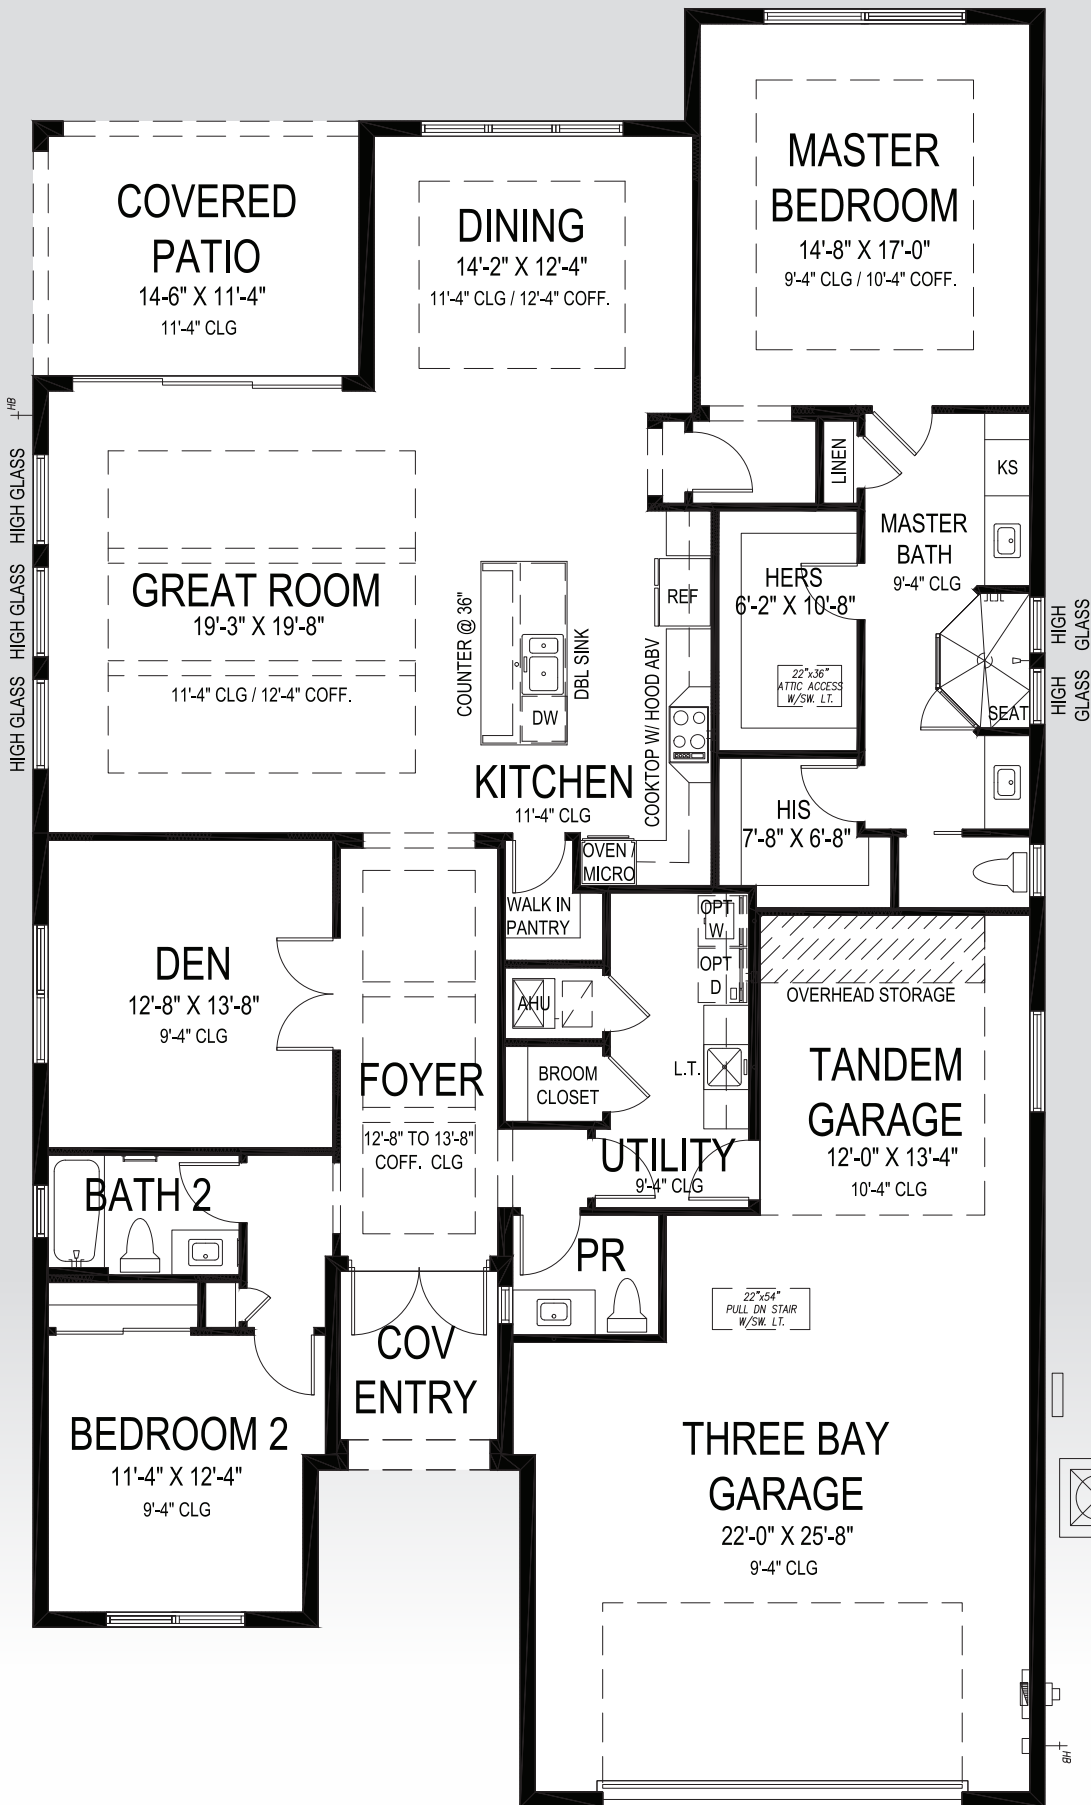 MASTER
BEDROOM
14'-8" X 17'-0"
9'-4" CLG / 10'-4" COFF.
COVERED
PATIO
14-6" X 11'-4"
11'-4" CLG
DINING
14'-2" X 12'-4"
11'-4" CLG / 12'-4" COFF.
HB
HIGH GLASS
HIGH GLASS
HIGH GLASS
GREAT ROOM
19'-3" X 19'-8"
11'-4" CLG / 12'-4" COFF.
LINEN
KS
MASTER
BATH
9'-4" CLG
HERS
6'-2" X 10'-8"
22"x36"
ATTIC ACCESS
W/SW. LT.
HIGH
GLASS
HIGH
GLASS
SEAT
COUNTER @ 36"
DBL SINK
DW
REF
COOKTOP W/ HOOD ABV
KITCHEN
11'-4" CLG
OVEN /
MICRO
HIS
7'-8" X 6'-8"
WALK IN
PANTRY
OPT
W
OPT
D
OVERHEAD STORAGE
DEN
12'-8" X 13'-8"
9'-4" CLG
AHU
FOYER
12'-8" TO 13'-8"
COFF. CLG
BROOM
CLOSET
L.T.
TANDEM
GARAGE
12'-0" X 13'-4"
10'-4" CLG
UTILITY
9'-4" CLG
BATH 2
PR
22"x54"
PULL DN STAIR
W/SW. LT.
COV
ENTRY
BEDROOM 2
11'-4" X 12'-4"
9'-4" CLG
THREE BAY
GARAGE
22'-0" X 25'-8"
9'-4" CLG
HB